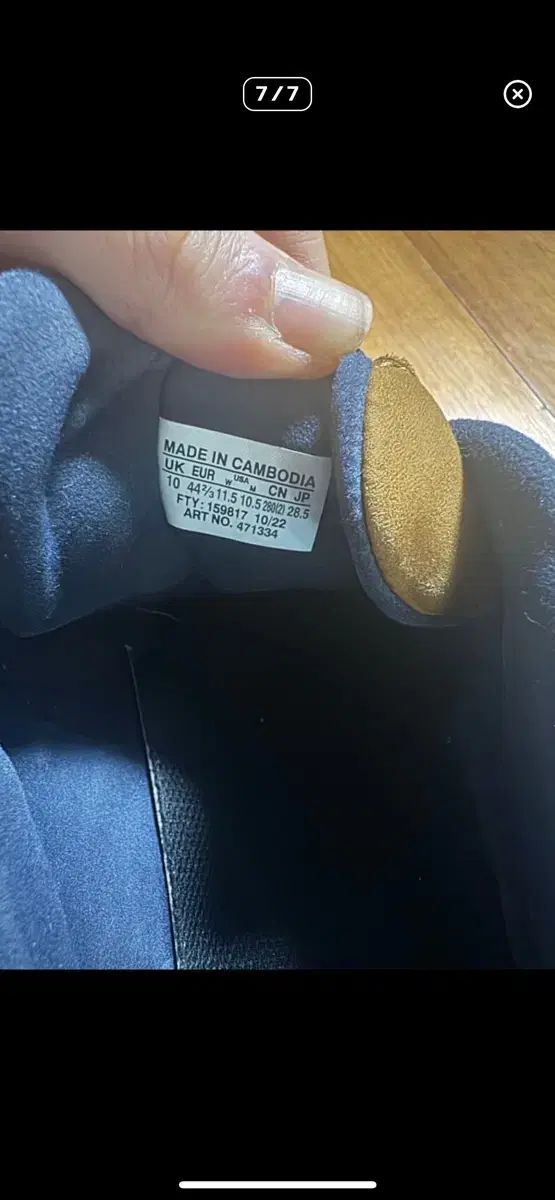 7/7
MADE IN CAMBODIA
UK EUR W USA M CN JP
10 44⅔ 11.5 10.5 280(2) 28.5
FTY: 159817 10/22
ART NO. 471334